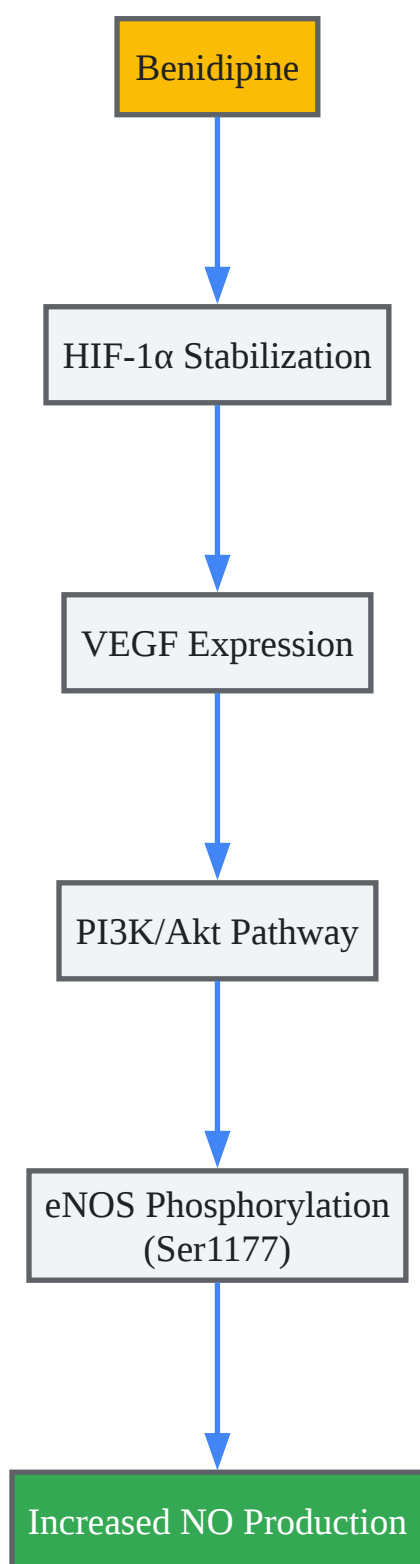 Benidipine
HIF-1α Stabilization
VEGF Expression
PI3K/Akt Pathway
eNOS Phosphorylation
(Ser1177)
Increased NO Production